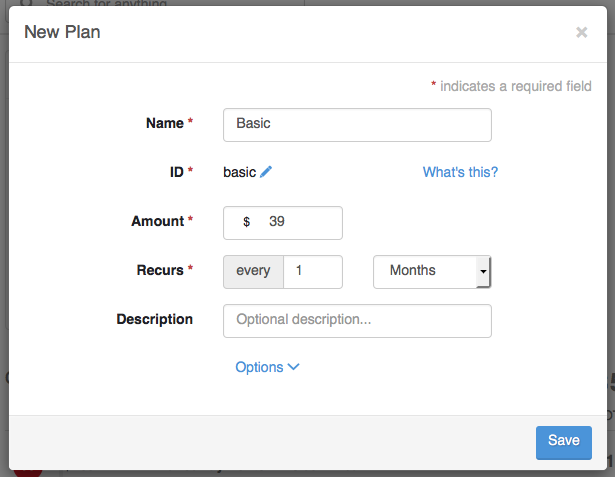 Search for anything
New Plan ×
* indicates a required field
Name * Basic
ID * basic What's this?
Amount * $ 39
Recurs * every 1 Months
Description Optional description...
Options
Save